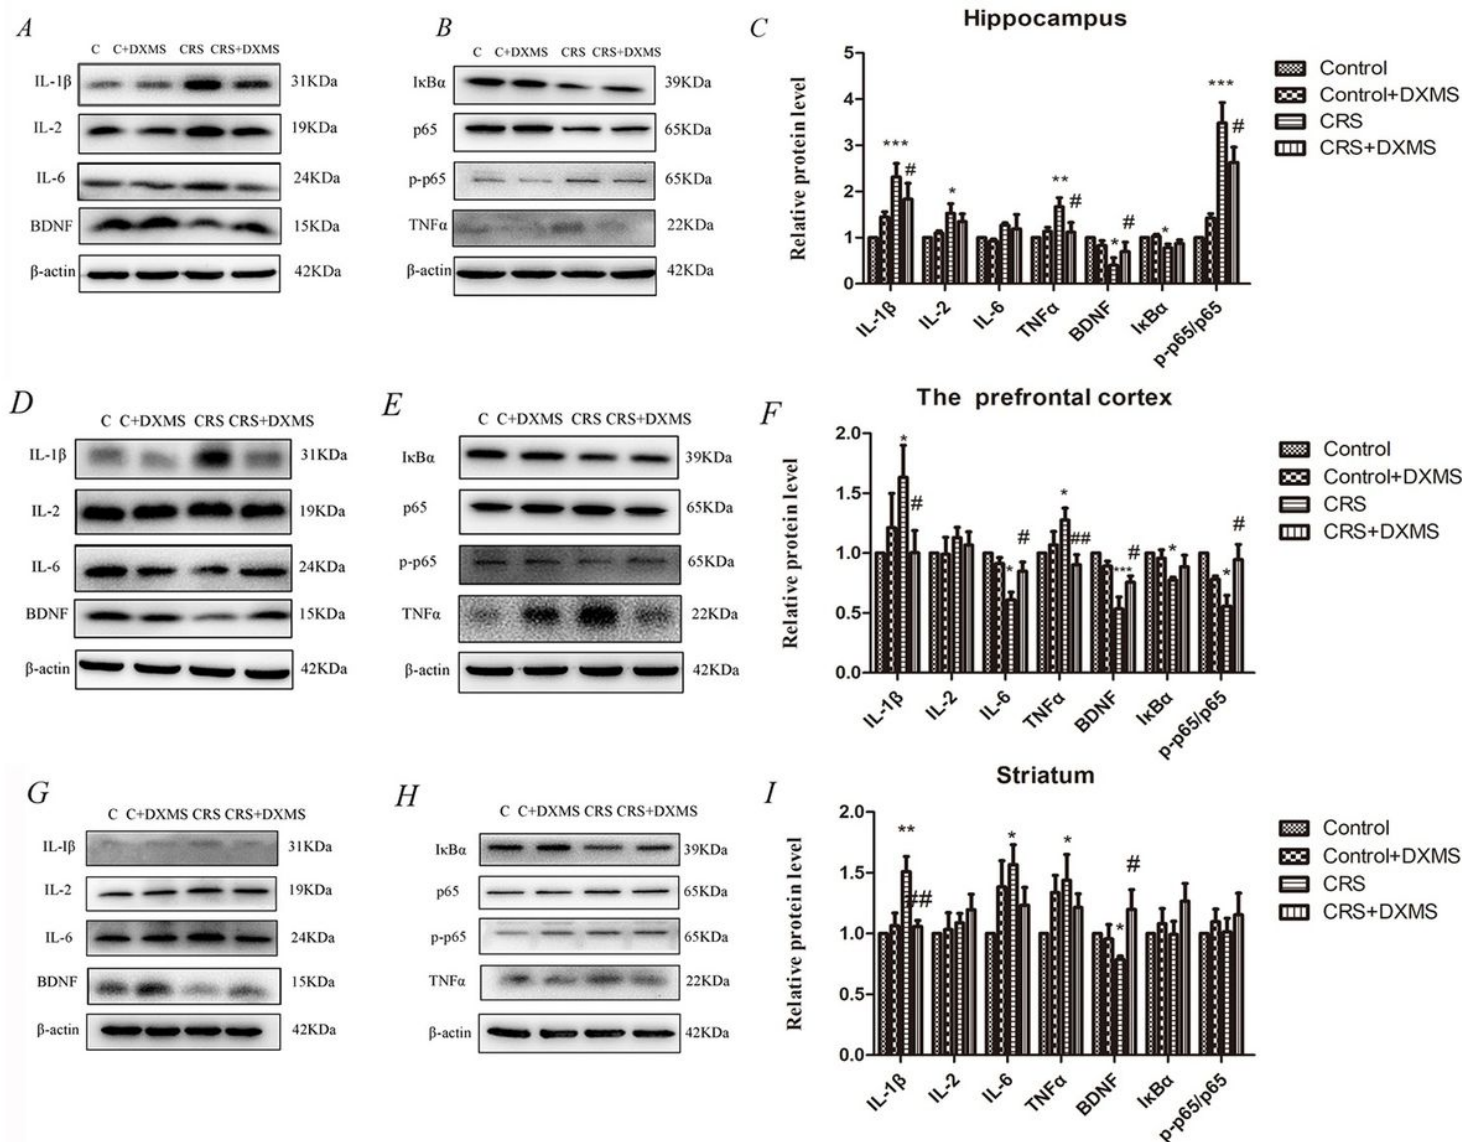 A
C C+DXMS CRS CRS+DXMS
IL-1β 31KDa
IL-2 19KDa
IL-6 24KDa
BDNF 15KDa
β-actin 42KDa
B
C C+DXMS CRS CRS+DXMS
IκBα 39KDa
p65 65KDa
p-p65 65KDa
TNFα 22KDa
β-actin 42KDa
C
Hippocampus
Relative protein level
5
4
3
2
1
0
*** # * ** # * # * *** #
IL-1β IL-2 IL-6 TNFα BDNF IκBα p-p65/p65
Control
Control+DXMS
CRS
CRS+DXMS
D
C C+DXMS CRS CRS+DXMS
IL-1β 31KDa
IL-2 19KDa
IL-6 24KDa
BDNF 15KDa
β-actin 42KDa
E
C C+DXMS CRS CRS+DXMS
IκBα 39KDa
p65 65KDa
p-p65 65KDa
TNFα 22KDa
β-actin 42KDa
F
The prefrontal cortex
Relative protein level
2.0
1.5
1.0
0.5
0.0
* # * # * ## *** # * * #
IL-1β IL-2 IL-6 TNFα BDNF IκBα p-p65/p65
Control
Control+DXMS
CRS
CRS+DXMS
G
C C+DXMS CRS CRS+DXMS
IL-Iβ 31KDa
IL-2 19KDa
IL-6 24KDa
BDNF 15KDa
β-actin 42KDa
H
C C+DXMS CRS CRS+DXMS
IκBα 39KDa
p65 65KDa
p-p65 65KDa
TNFα 22KDa
β-actin 42KDa
I
Striatum
Relative protein level
2.0
1.5
1.0
0.5
0.0
** ## * * * #
IL-1β IL-2 IL-6 TNFα BDNF IκBα p-p65/p65
Control
Control+DXMS
CRS
CRS+DXMS